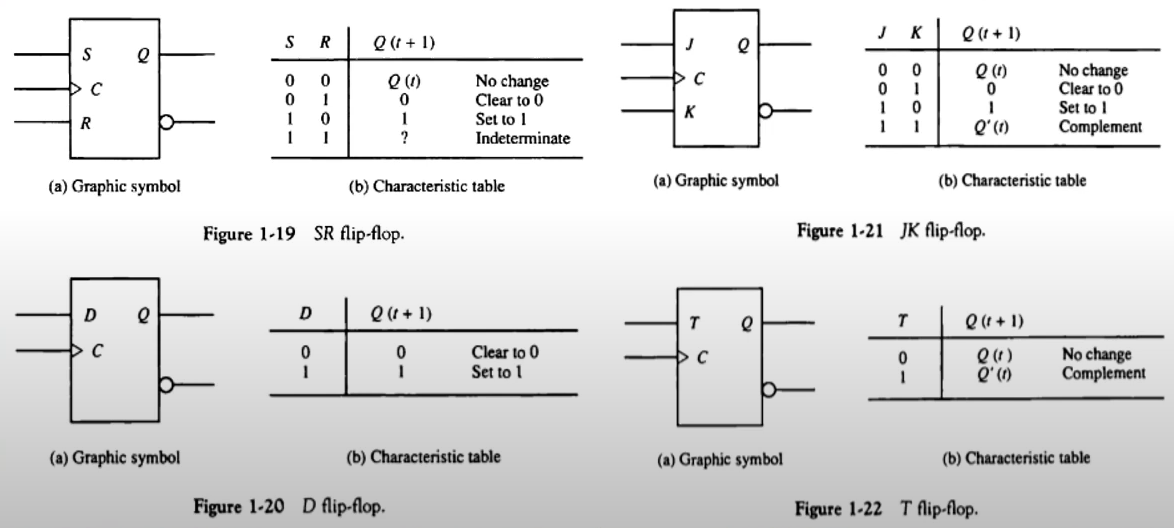 S Q
C
R
(a) Graphic symbol
S R Q (t + 1)
0 0 Q (t) No change
0 1 0 Clear to 0
1 0 1 Set to 1
1 1 ? Indeterminate
(b) Characteristic table
Figure 1-19 SR flip-flop.
J Q
C
K
(a) Graphic symbol
J K Q (t + 1)
0 0 Q (t) No change
0 1 0 Clear to 0
1 0 1 Set to 1
1 1 Q′ (t) Complement
(b) Characteristic table
Figure 1-21 JK flip-flop.
D Q
C
(a) Graphic symbol
D Q (t + 1)
0 0 Clear to 0
1 1 Set to 1
(b) Characteristic table
Figure 1-20 D flip-flop.
T Q
C
(a) Graphic symbol
T Q (t + 1)
0 Q (t) No change
1 Q′ (t) Complement
(b) Characteristic table
Figure 1-22 T flip-flop.